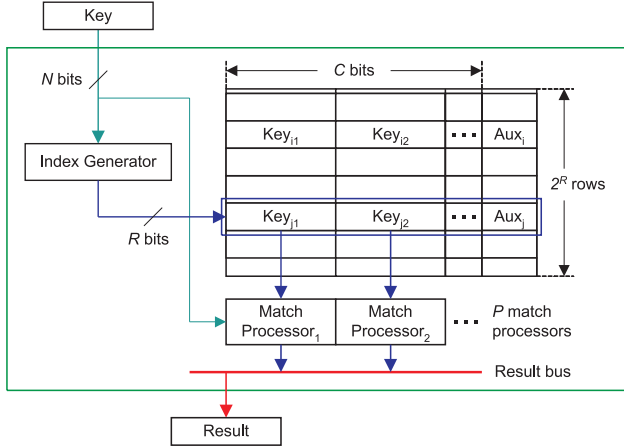 Key
N bits
C bits
Key_i1 Key_i2 ... Aux_i
Index Generator
2^R rows
R bits
Key_j1 Key_j2 ... Aux_j
Match Processor_1
Match Processor_2
...
P match processors
Result bus
Result